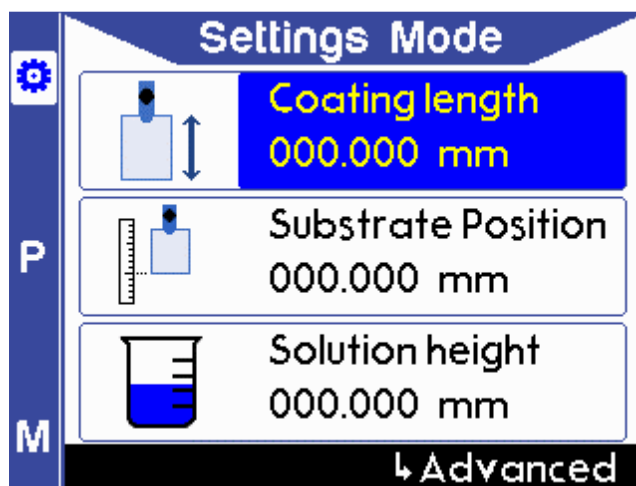 Settings Mode
Coating length
000.000 mm
P
Substrate Position
000.000 mm
Solution height
000.000 mm
M
↳Advanced